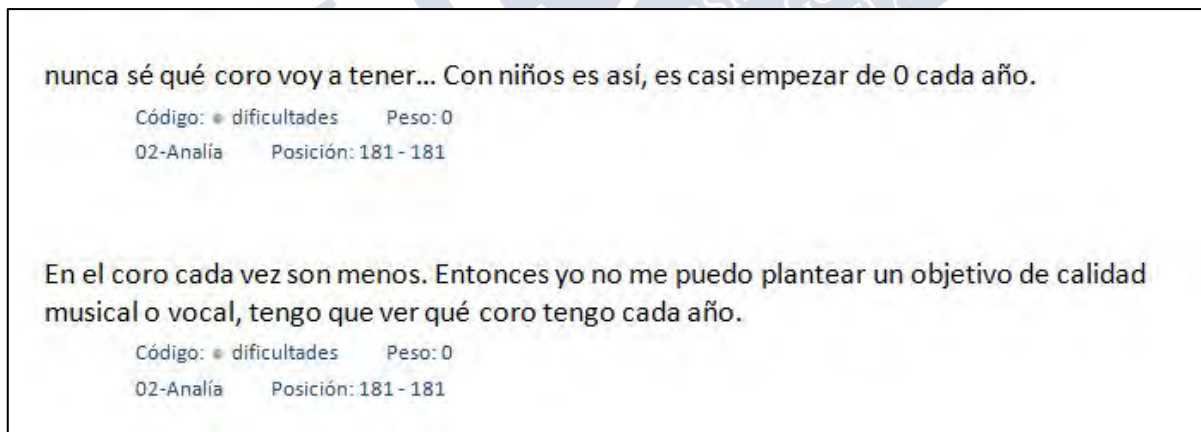 nunca sé qué coro voy a tener... Con niños es así, es casi empezar de 0 cada año.
Código: ● dificultades Peso: 0
02-Analía Posición: 181 - 181
En el coro cada vez son menos. Entonces yo no me puedo plantear un objetivo de calidad
musical o vocal, tengo que ver qué coro tengo cada año.
Código: ● dificultades Peso: 0
02-Analía Posición: 181 - 181